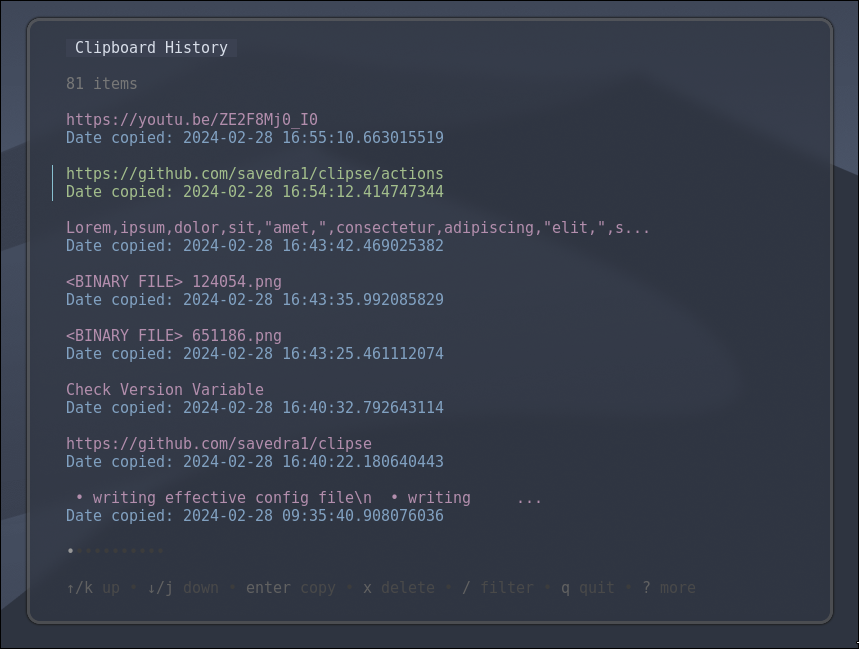 Clipboard History
81 items
https://youtu.be/ZE2F8Mj0_I0
Date copied: 2024-02-28 16:55:10.663015519
https://github.com/savedra1/clipse/actions
Date copied: 2024-02-28 16:54:12.414747344
Lorem,ipsum,dolor,sit,"amet,",consectetur,adipiscing,"elit,",s...
Date copied: 2024-02-28 16:43:42.469025382
<BINARY FILE> 124054.png
Date copied: 2024-02-28 16:43:35.992085829
<BINARY FILE> 651186.png
Date copied: 2024-02-28 16:43:25.461112074
Check Version Variable
Date copied: 2024-02-28 16:40:32.792643114
https://github.com/savedra1/clipse
Date copied: 2024-02-28 16:40:22.180640443
• writing effective config file\n  • writing     ...
Date copied: 2024-02-28 09:35:40.908076036
↑/k up • ↓/j down • enter copy • x delete • / filter • q quit • ? more